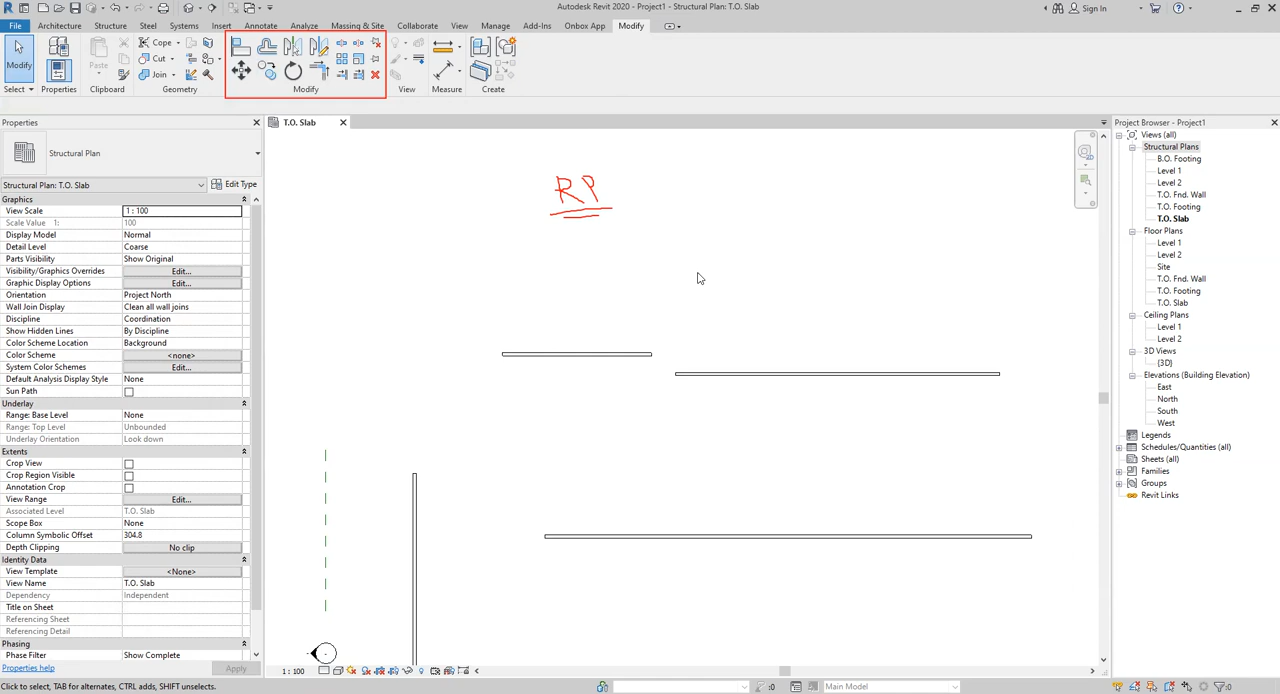 Autodesk Revit 2020 - Project1 - Structural Plan: T.O. Slab
Sign In
File Architecture Structure Steel Systems Insert Annotate Analyze Massing & Site Collaborate View Manage Add-Ins Onbox App Modify
Modify
Select
Properties
Paste
Clipboard
Cope
Cut
Join
Geometry
Modify
View
Measure
Create
Properties
T.O. Slab
Project Browser - Project1
Structural Plan
Structural Plan: T.O. Slab
Edit Type
Graphics
View Scale 1 : 100
Scale Value 1: 100
Display Model Normal
Detail Level Coarse
Parts Visibility Show Original
Visibility/Graphics Overrides Edit...
Graphic Display Options Edit...
Orientation Project North
Wall Join Display Clean all wall joins
Discipline Coordination
Show Hidden Lines By Discipline
Color Scheme Location Background
Color Scheme <none>
System Color Schemes Edit...
Default Analysis Display Style None
Sun Path
Underlay
Range: Base Level None
Range: Top Level Unbounded
Underlay Orientation Look down
Extents
Crop View
Crop Region Visible
Annotation Crop
View Range Edit...
Associated Level T.O. Slab
Scope Box None
Column Symbolic Offset 304.8
Depth Clipping No clip
Identity Data
View Template <None>
View Name T.O. Slab
Dependency Independent
Title on Sheet
Referencing Sheet
Referencing Detail
Phasing
Phase Filter Show Complete
Properties help
Apply
RP
Views (all)
Structural Plans
B.O. Footing
Level 1
Level 2
T.O. Fnd. Wall
T.O. Footing
T.O. Slab
Floor Plans
Level 1
Level 2
Site
T.O. Fnd. Wall
T.O. Footing
T.O. Slab
Ceiling Plans
Level 1
Level 2
3D Views
{3D}
Elevations (Building Elevation)
East
North
South
West
Legends
Schedules/Quantities (all)
Sheets (all)
Families
Groups
Revit Links
1 : 100
Click to select, TAB for alternates, CTRL adds, SHIFT unselects.
:0
Main Model
:0